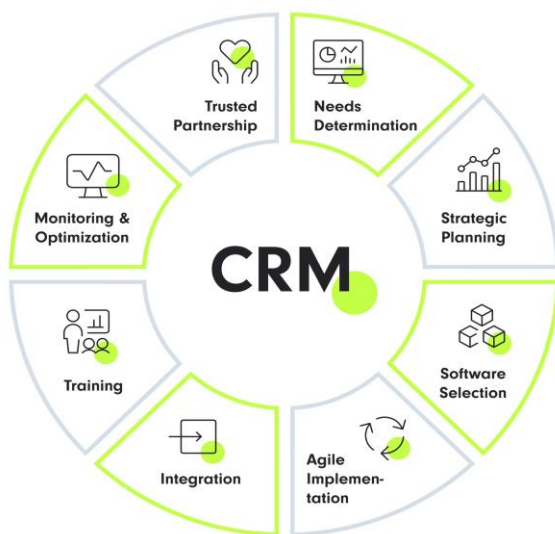 Trusted
Partnership
Needs
Determination
Strategic
Planning
Software
Selection
Agile
Implemen-
tation
Integration
Training
Monitoring &
Optimization
CRM